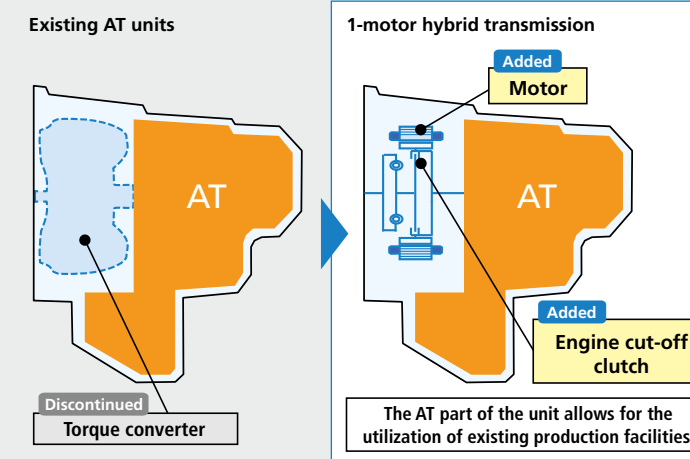 Existing AT units
AT
Discontinued
Torque converter
1-motor hybrid transmission
Added
Motor
AT
Added
Engine cut-off
clutch
The AT part of the unit allows for the
utilization of existing production facilities